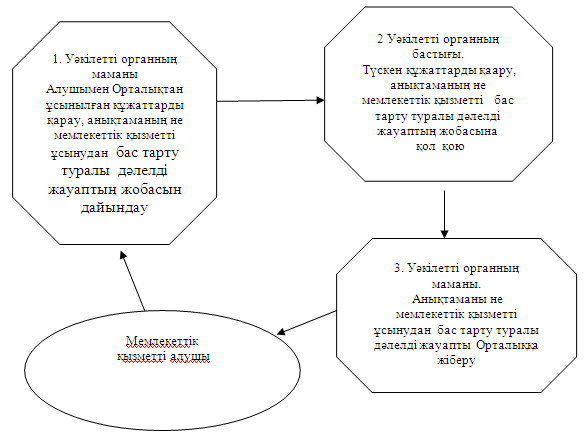 1. Уәкілетті органның
маманы
Алушымен Орталықтан
ұсынылған құжаттарды
қарау, анықтаманың не
мемлекеттік қызметті
ұсынудан бас тарту
туралы дәлелді
жауаптың жобасын
дайындау
2 Уәкілетті органның
бастығы.
Түскен құжаттарды қаару,
анықтаманың не
мемлекеттік қызметті бас
тарту туралы дәлелді
жауаптың жобасына
қол қою
3. Уәкілетті органның
маманы.
Анықтаманы не
мемлекеттік қызметті
ұсынудан бас тарту туралы
дәлелді жауапты Орталыққа
жіберу
Мемлекеттік
қызметті алушы